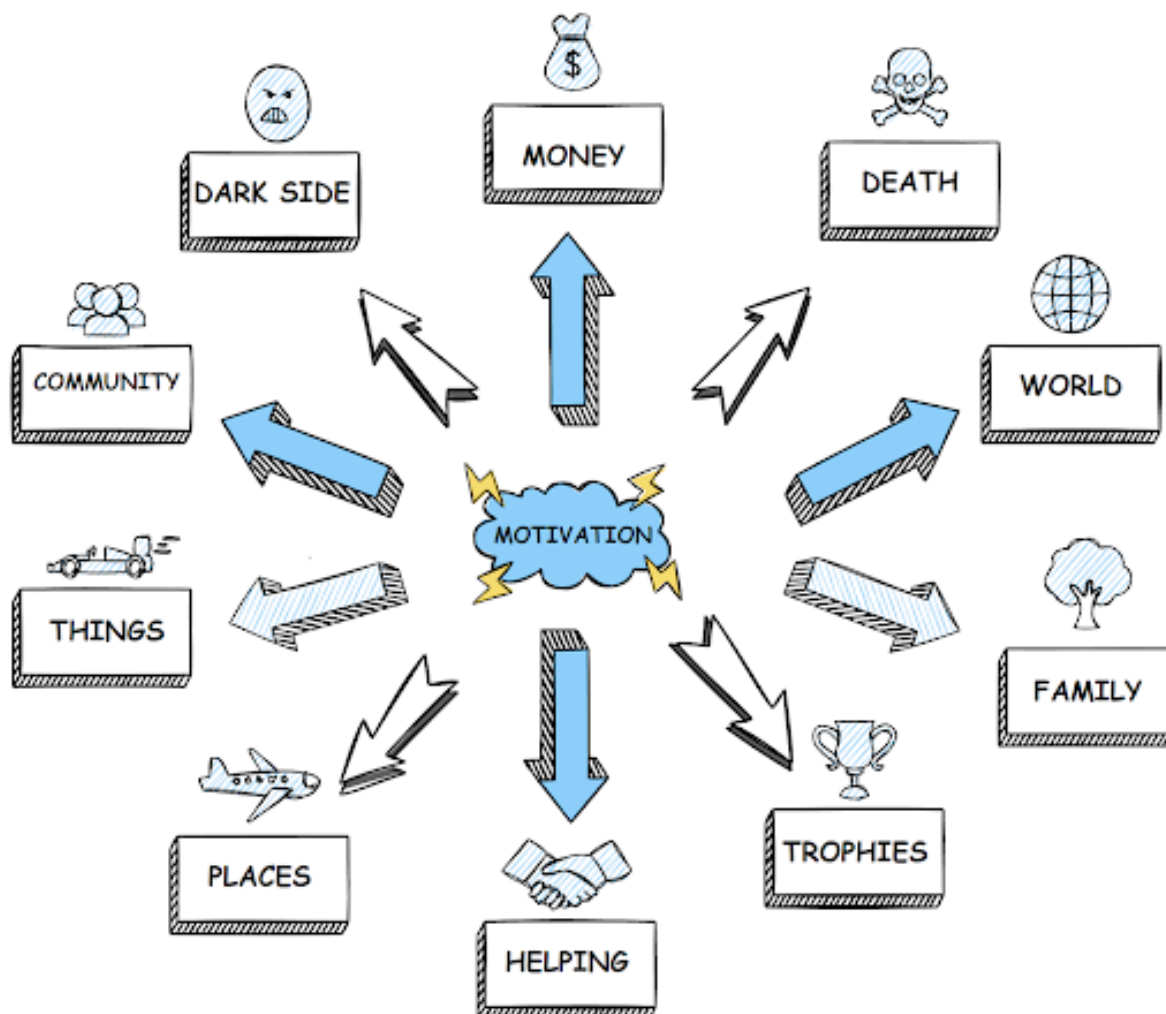 $
MONEY
DEATH
DARK SIDE
WORLD
COMMUNITY
MOTIVATION
THINGS
FAMILY
TROPHIES
PLACES
HELPING